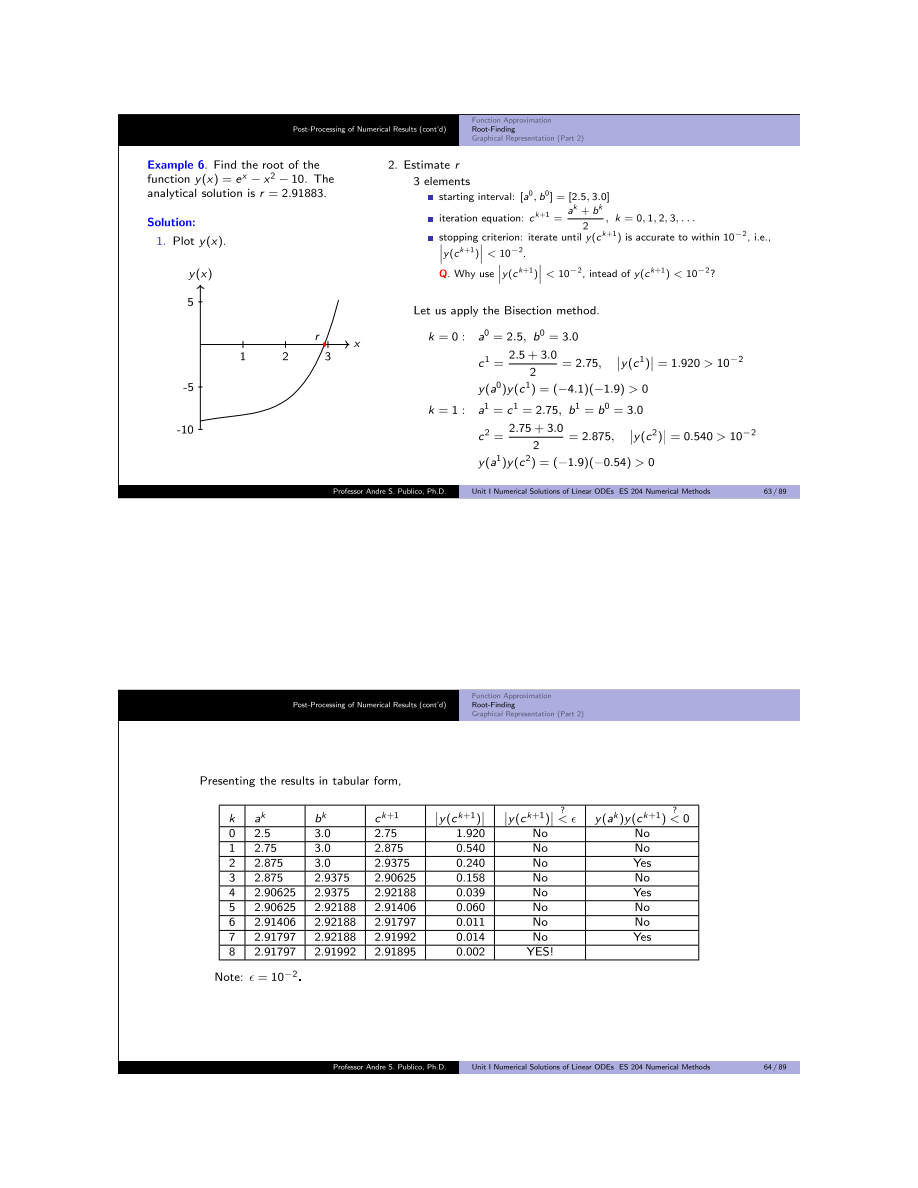 Post-Processing of Numerical Results (cont'd)
Function Approximation
Root-Finding
Graphical Representation (Part 2)
Example 6. Find the root of the
function y(x) = e^x − x^2 − 10. The
analytical solution is r = 2.91883.
Solution:
1. Plot y(x).
y(x)
5
r
x
1 2 3
-5
-10
2. Estimate r
3 elements
starting interval: [a^0, b^0] = [2.5, 3.0]
iteration equation: c^{k+1} = (a^k + b^k)/2, k = 0, 1, 2, 3, . . .
stopping criterion: iterate until y(c^{k+1}) is accurate to within 10^{−2}, i.e.,
|y(c^{k+1})| < 10^{−2}.
Q. Why use |y(c^{k+1})| < 10^{−2}, intead of y(c^{k+1}) < 10^{−2}?
Let us apply the Bisection method.
k = 0 : a^0 = 2.5, b^0 = 3.0
c^1 = (2.5 + 3.0)/2 = 2.75, |y(c^1)| = 1.920 > 10^{−2}
y(a^0)y(c^1) = (−4.1)(−1.9) > 0
k = 1 : a^1 = c^1 = 2.75, b^1 = b^0 = 3.0
c^2 = (2.75 + 3.0)/2 = 2.875, |y(c^2)| = 0.540 > 10^{−2}
y(a^1)y(c^2) = (−1.9)(−0.54) > 0
Professor Andre S. Publico, Ph.D. Unit I Numerical Solutions of Linear ODEs ES 204 Numerical Methods 63 / 89
Post-Processing of Numerical Results (cont'd)
Function Approximation
Root-Finding
Graphical Representation (Part 2)
Presenting the results in tabular form,
k a^k b^k c^{k+1} |y(c^{k+1})| |y(c^{k+1})| <? ϵ y(a^k)y(c^{k+1}) <? 0
0 2.5 3.0 2.75 1.920 No No
1 2.75 3.0 2.875 0.540 No No
2 2.875 3.0 2.9375 0.240 No Yes
3 2.875 2.9375 2.90625 0.158 No No
4 2.90625 2.9375 2.92188 0.039 No Yes
5 2.90625 2.92188 2.91406 0.060 No No
6 2.91406 2.92188 2.91797 0.011 No No
7 2.91797 2.92188 2.91992 0.014 No Yes
8 2.91797 2.91992 2.91895 0.002 YES!
Note: ϵ = 10^{−2}.
Professor Andre S. Publico, Ph.D. Unit I Numerical Solutions of Linear ODEs ES 204 Numerical Methods 64 / 89